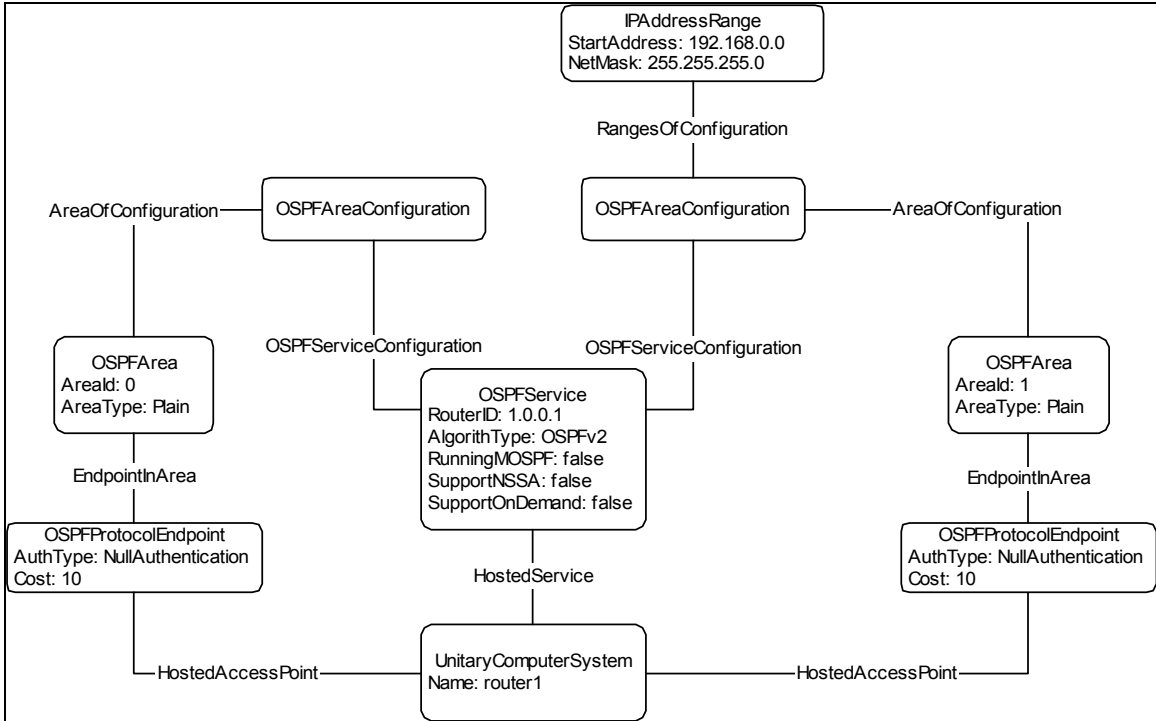 IPAddressRange
StartAddress: 192.168.0.0
NetMask: 255.255.255.0
RangesOfConfiguration
AreaOfConfiguration
OSPFAreaConfiguration
OSPFAreaConfiguration
AreaOfConfiguration
OSPFServiceConfiguration
OSPFServiceConfiguration
OSPFArea
AreaId: 0
AreaType: Plain
OSPFService
RouterID: 1.0.0.1
AlgorithType: OSPFv2
RunningMOSPF: false
SupportNSSA: false
SupportOnDemand: false
OSPFArea
AreaId: 1
AreaType: Plain
EndpointInArea
EndpointInArea
OSPFProtocolEndpoint
AuthType: NullAuthentication
Cost: 10
HostedService
OSPFProtocolEndpoint
AuthType: NullAuthentication
Cost: 10
HostedAccessPoint
UnitaryComputerSystem
Name: router1
HostedAccessPoint